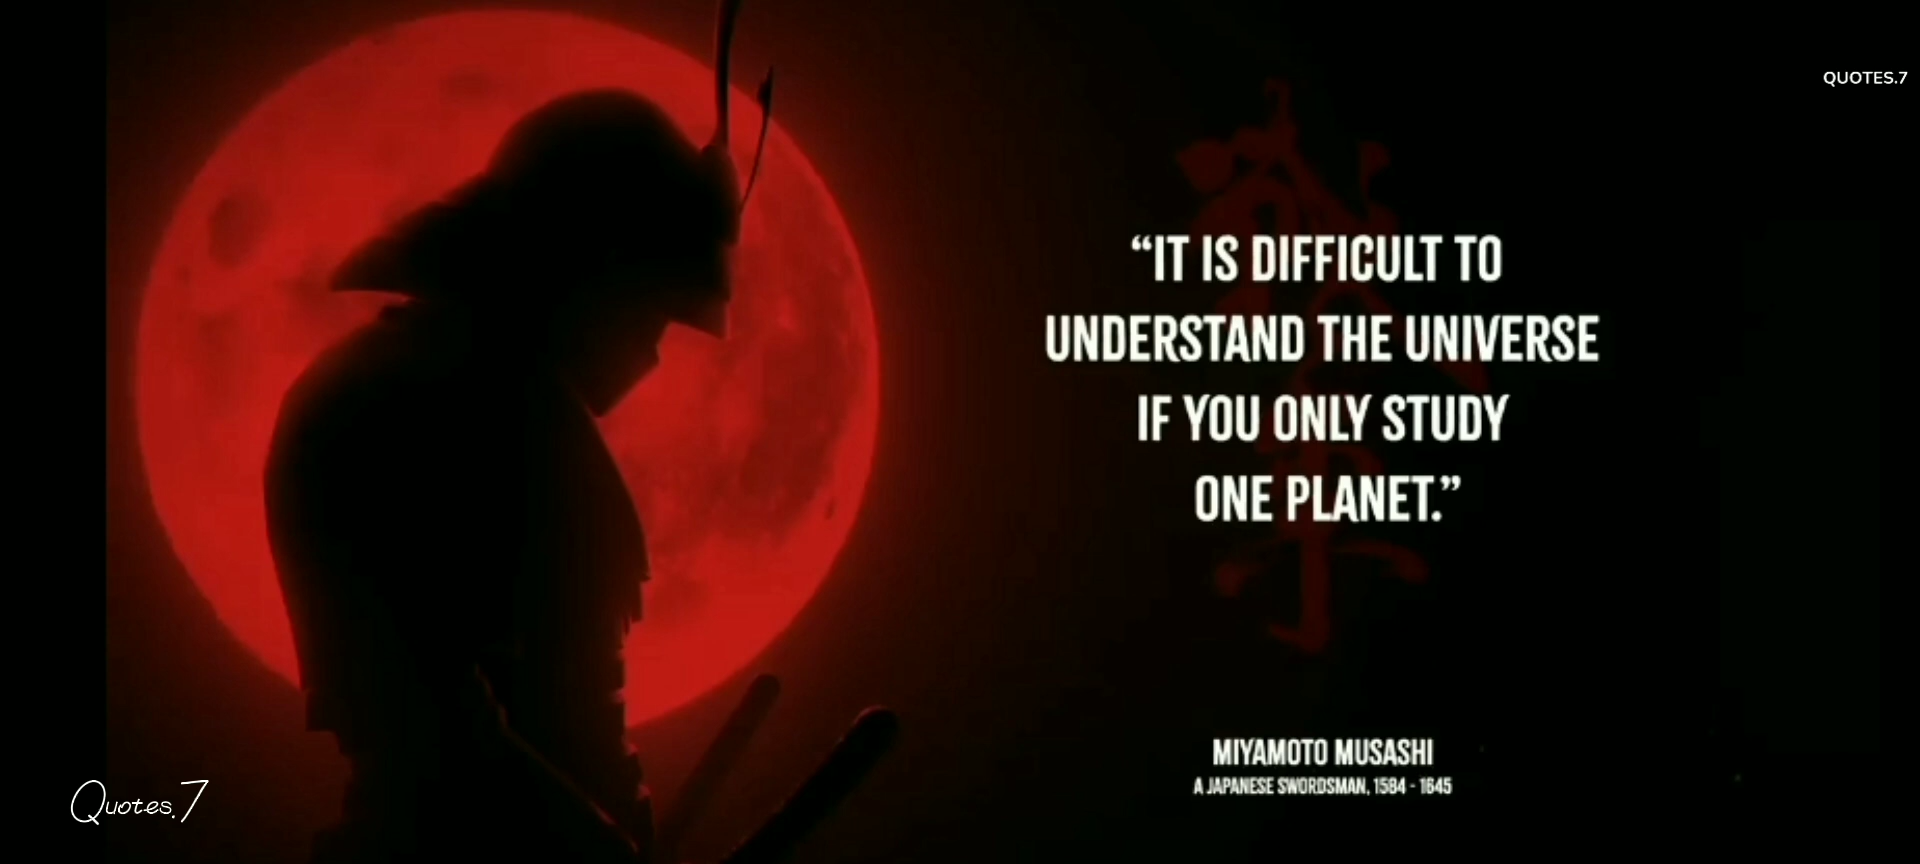 QUOTES.7
“IT IS DIFFICULT TO
UNDERSTAND THE UNIVERSE
IF YOU ONLY STUDY
ONE PLANET.”
MIYAMOTO MUSASHI
A JAPANESE SWORDSMAN, 1584 - 1645
Quotes.7